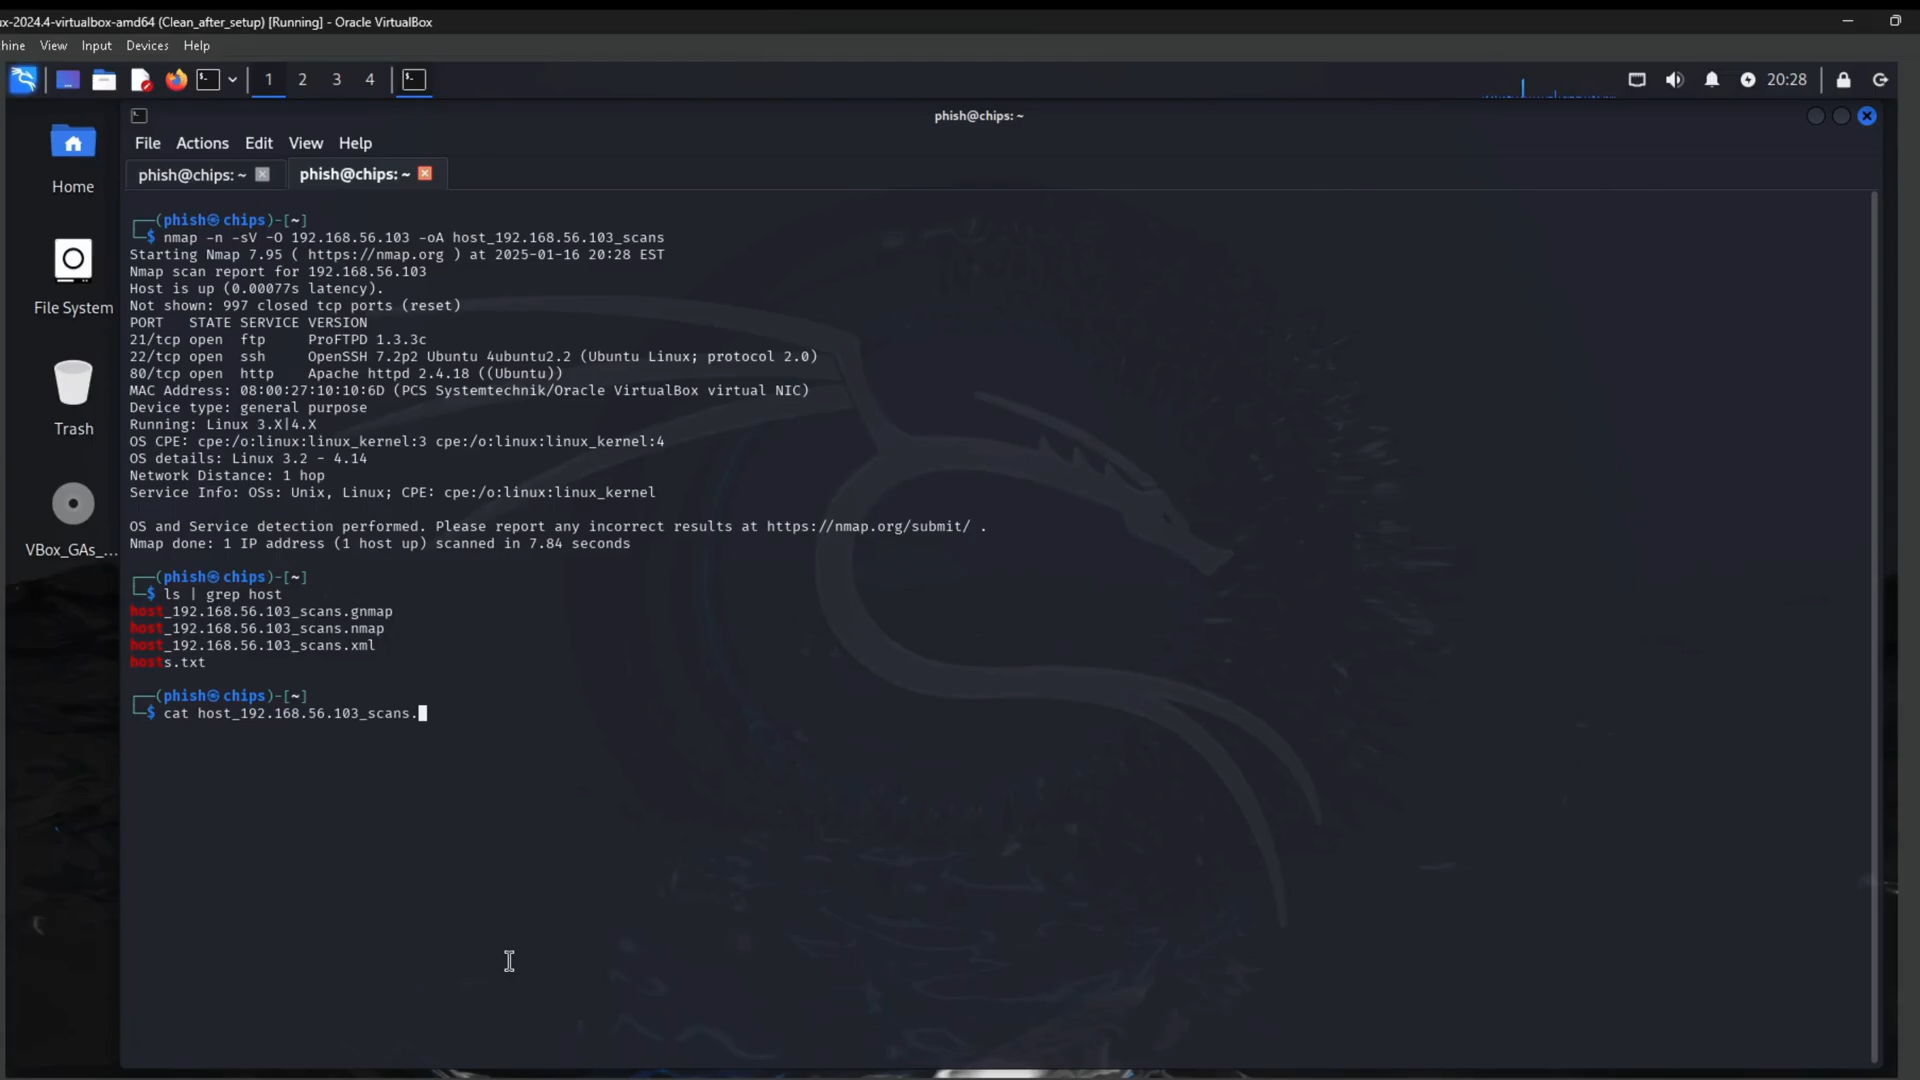 ux-2024.4-virtualbox-amd64 (Clean_after_setup) [Running] - Oracle VirtualBox
hine View Input Devices Help
1 2 3 4 20:28
phish@chips: ~
File Actions Edit View Help
phish@chips: ~ phish@chips: ~
Home
File System
Trash
VBox_GAs_...
┌──(phish㉿chips)-[~]
└─$ nmap -n -sV -O 192.168.56.103 -oA host_192.168.56.103_scans
Starting Nmap 7.95 ( https://nmap.org ) at 2025-01-16 20:28 EST
Nmap scan report for 192.168.56.103
Host is up (0.00077s latency).
Not shown: 997 closed tcp ports (reset)
PORT   STATE SERVICE VERSION
21/tcp open  ftp     ProFTPD 1.3.3c
22/tcp open  ssh     OpenSSH 7.2p2 Ubuntu 4ubuntu2.2 (Ubuntu Linux; protocol 2.0)
80/tcp open  http    Apache httpd 2.4.18 ((Ubuntu))
MAC Address: 08:00:27:10:10:6D (PCS Systemtechnik/Oracle VirtualBox virtual NIC)
Device type: general purpose
Running: Linux 3.X|4.X
OS CPE: cpe:/o:linux:linux_kernel:3 cpe:/o:linux:linux_kernel:4
OS details: Linux 3.2 - 4.14
Network Distance: 1 hop
Service Info: OSs: Unix, Linux; CPE: cpe:/o:linux:linux_kernel
OS and Service detection performed. Please report any incorrect results at https://nmap.org/submit/ .
Nmap done: 1 IP address (1 host up) scanned in 7.84 seconds
┌──(phish㉿chips)-[~]
└─$ ls | grep host
host_192.168.56.103_scans.gnmap
host_192.168.56.103_scans.nmap
host_192.168.56.103_scans.xml
hosts.txt
┌──(phish㉿chips)-[~]
└─$ cat host_192.168.56.103_scans.